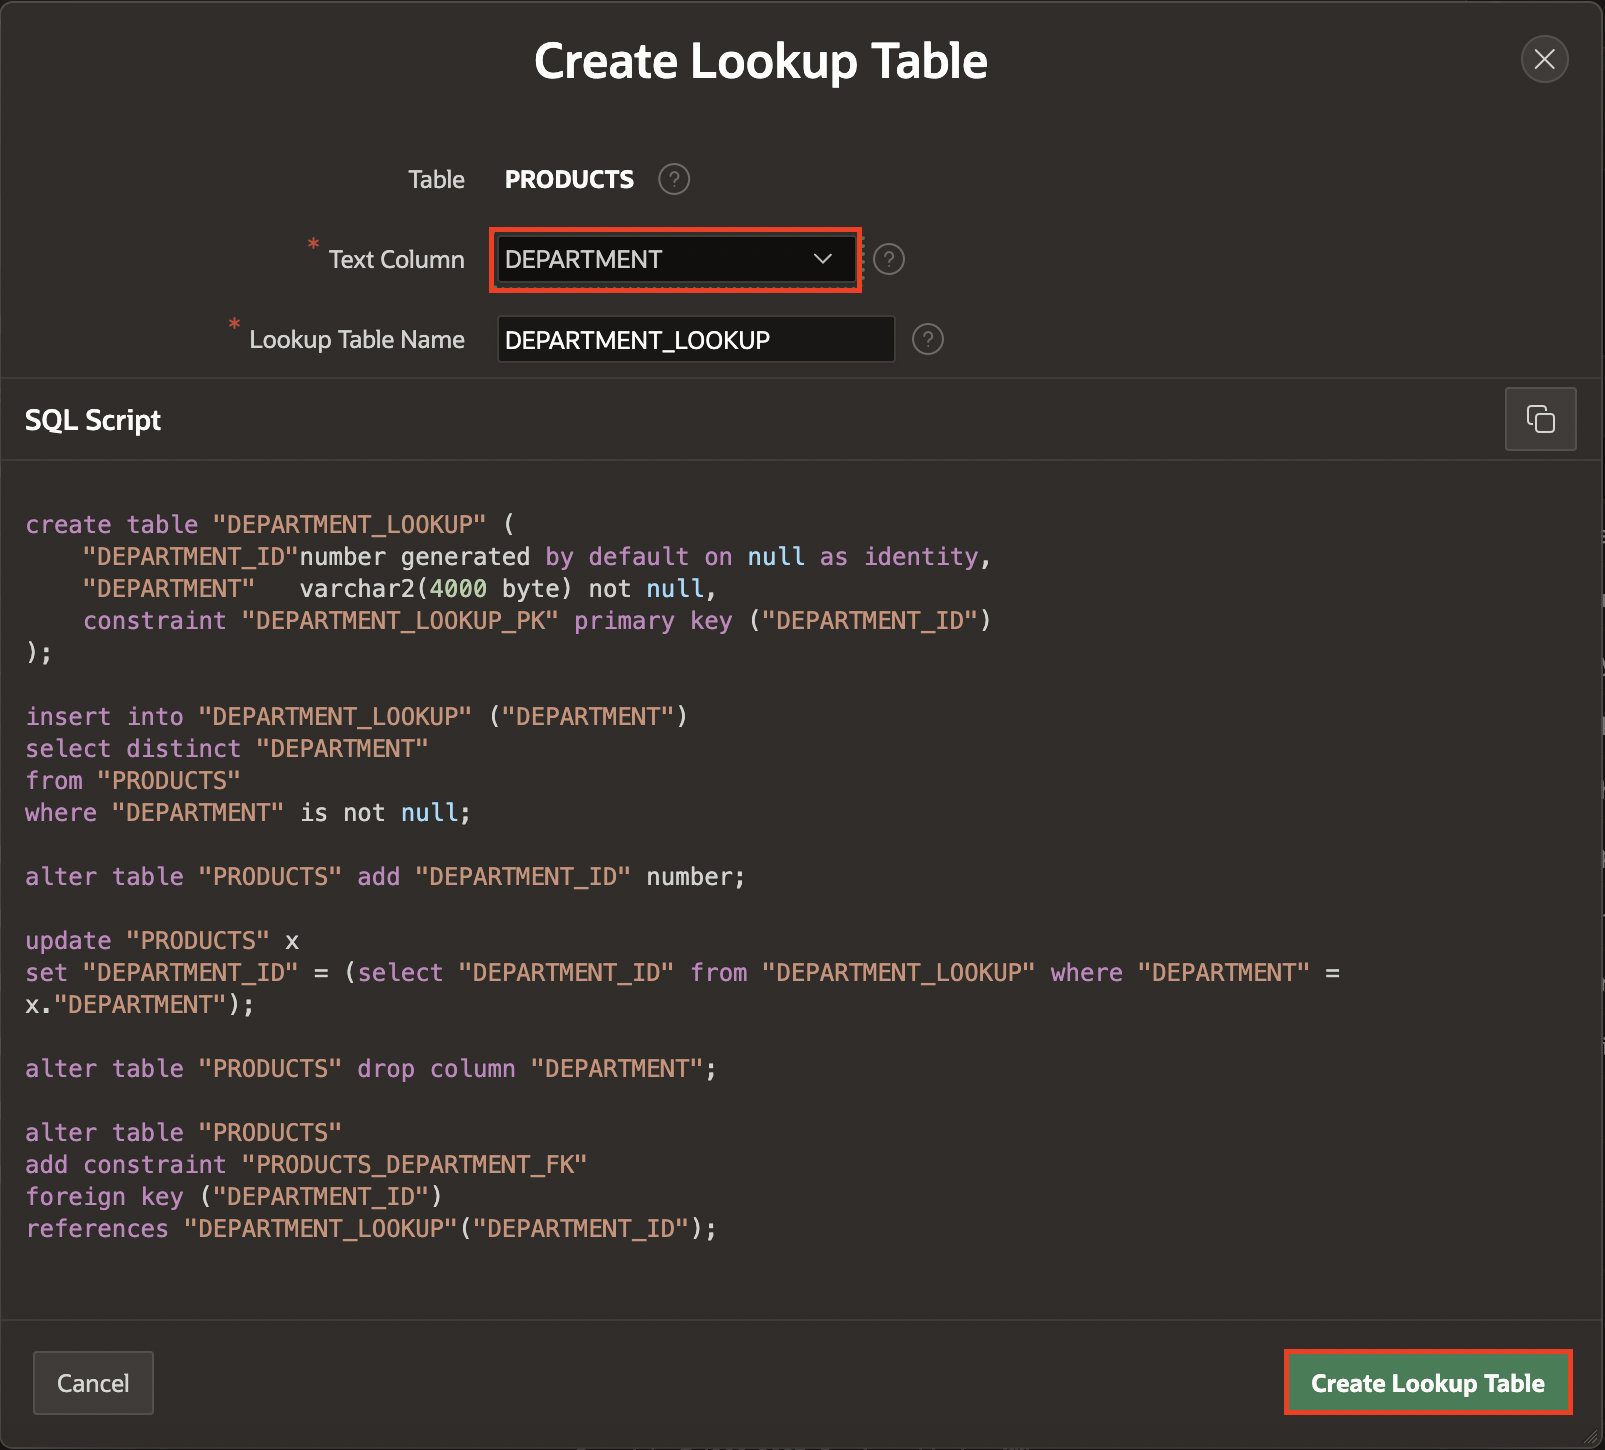 Create Lookup Table
Table PRODUCTS ?
* Text Column DEPARTMENT ?
* Lookup Table Name DEPARTMENT_LOOKUP ?
SQL Script
create table "DEPARTMENT_LOOKUP" (
    "DEPARTMENT_ID"number generated by default on null as identity,
    "DEPARTMENT"   varchar2(4000 byte) not null,
    constraint "DEPARTMENT_LOOKUP_PK" primary key ("DEPARTMENT_ID")
);
insert into "DEPARTMENT_LOOKUP" ("DEPARTMENT")
select distinct "DEPARTMENT"
from "PRODUCTS"
where "DEPARTMENT" is not null;
alter table "PRODUCTS" add "DEPARTMENT_ID" number;
update "PRODUCTS" x
set "DEPARTMENT_ID" = (select "DEPARTMENT_ID" from "DEPARTMENT_LOOKUP" where "DEPARTMENT" =
x."DEPARTMENT");
alter table "PRODUCTS" drop column "DEPARTMENT";
alter table "PRODUCTS"
add constraint "PRODUCTS_DEPARTMENT_FK"
foreign key ("DEPARTMENT_ID")
references "DEPARTMENT_LOOKUP"("DEPARTMENT_ID");
Cancel
Create Lookup Table